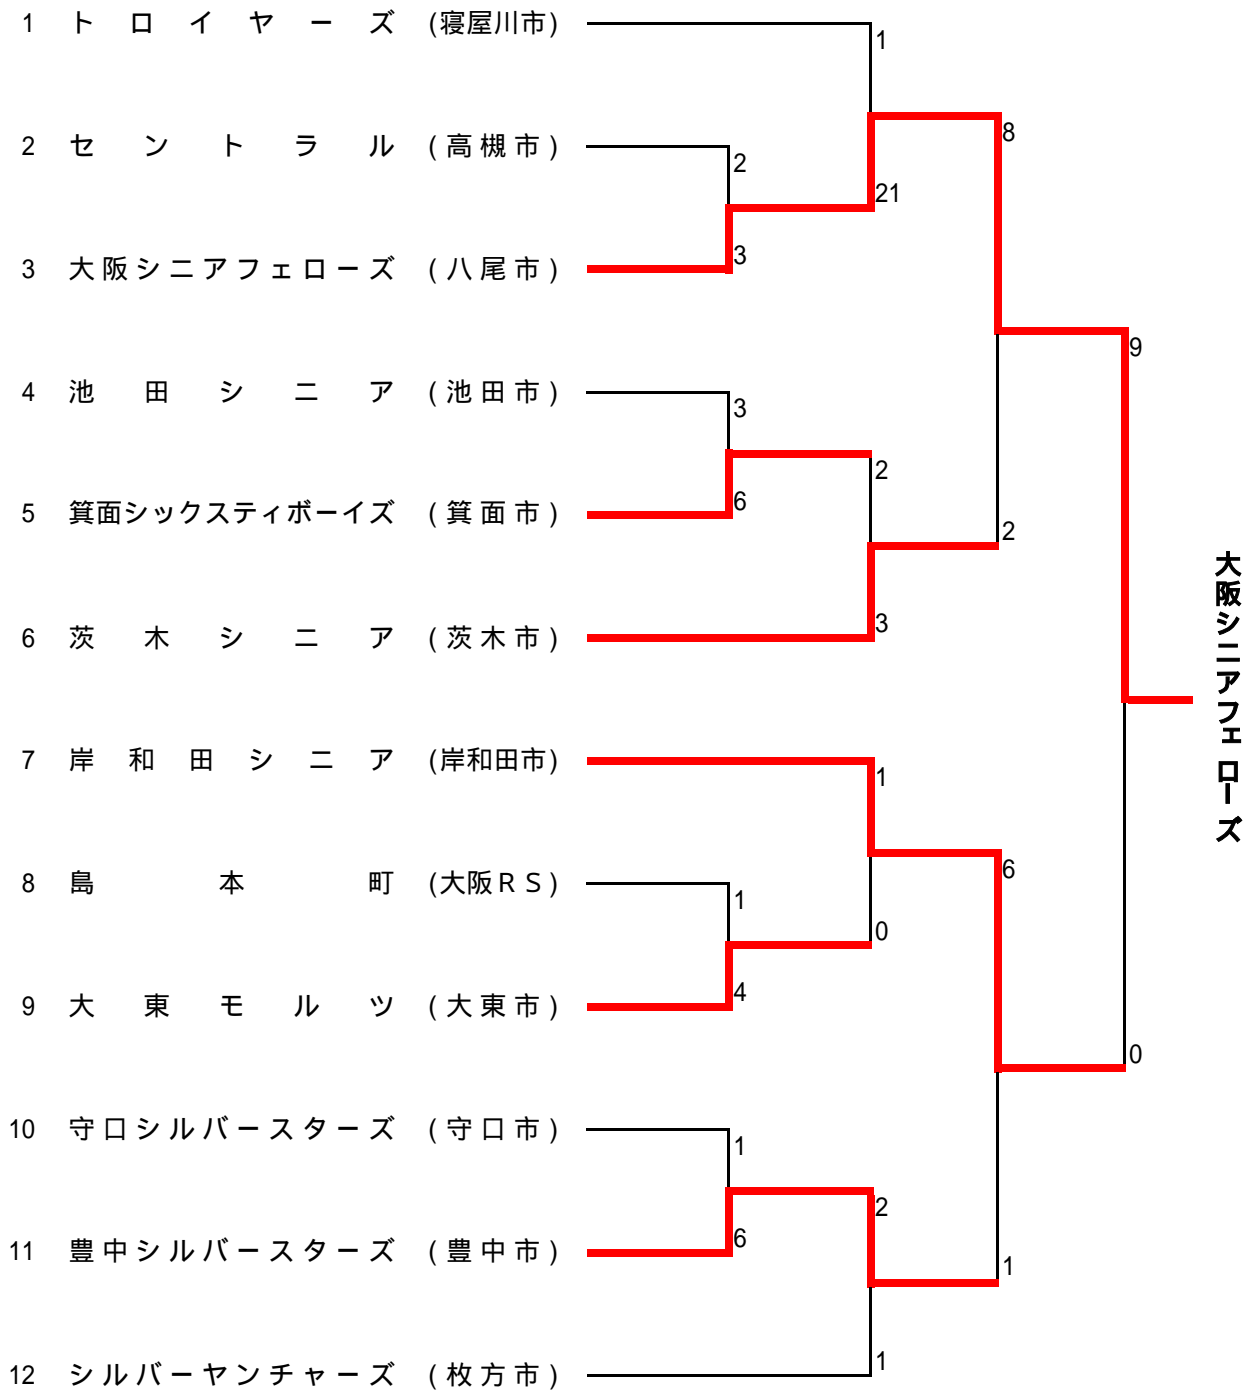 1 トロイヤーズ (寝屋川市)
1
8
2 セントラル (高槻市)
2
21
3 大阪シニアフェローズ (八尾市)
3
9
4 池田シニア (池田市)
3
2
5 箕面シックスティボーイズ (箕面市)
6
2
6 茨木シニア (茨木市)
3
大阪シニアフェローズ
7 岸和田シニア (岸和田市)
1
6
8 島本町 (大阪RS)
1
0
9 大東モルツ (大東市)
4
0
10 守口シルバースターズ (守口市)
1
2
11 豊中シルバースターズ (豊中市)
6
1
12 シルバーヤンチャーズ (枚方市)
1